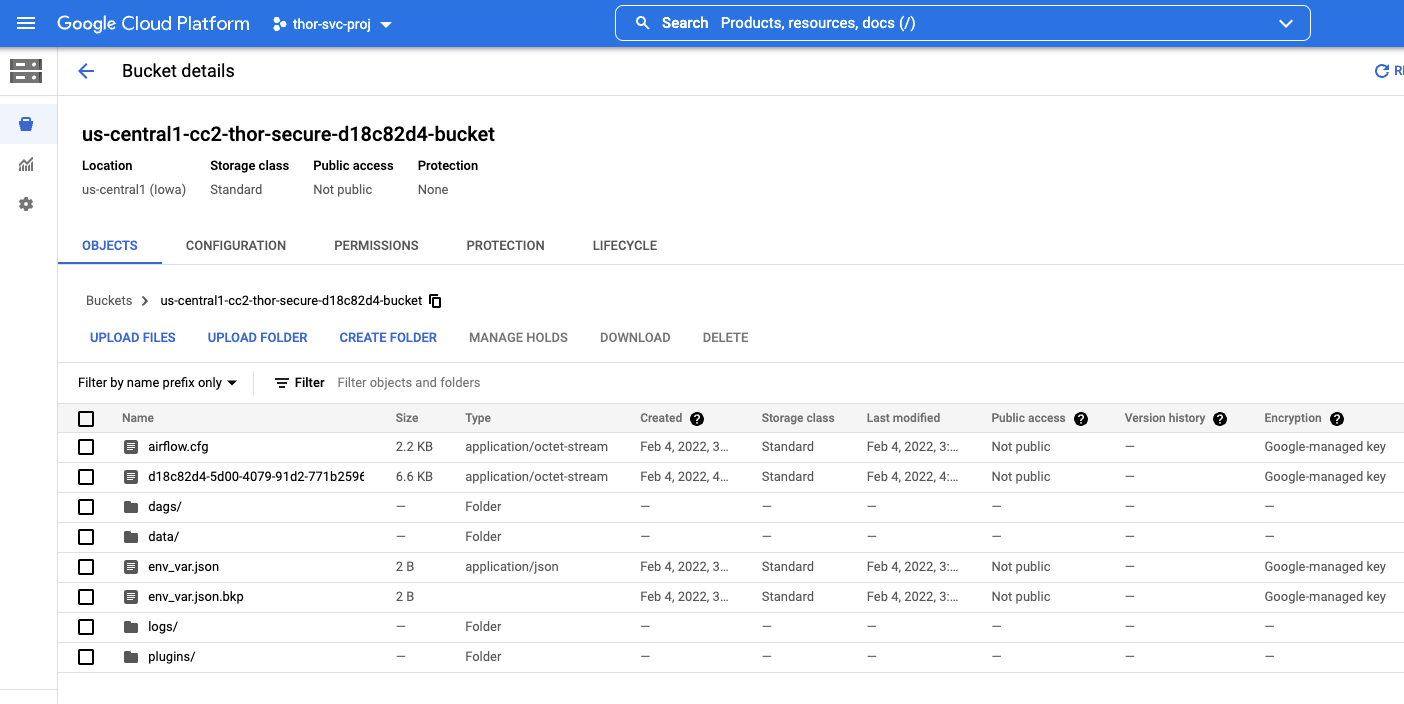 Google Cloud Platform thor-svc-proj Search Products, resources, docs (/)
Bucket details
us-central1-cc2-thor-secure-d18c82d4-bucket
Location Storage class Public access Protection
us-central1 (Iowa) Standard Not public None
OBJECTS CONFIGURATION PERMISSIONS PROTECTION LIFECYCLE
Buckets us-central1-cc2-thor-secure-d18c82d4-bucket
UPLOAD FILES UPLOAD FOLDER CREATE FOLDER MANAGE HOLDS DOWNLOAD DELETE
Filter by name prefix only Filter Filter objects and folders
Name Size Type Created ? Storage class Last modified Public access ? Version history ? Encryption ?
airflow.cfg 2.2 KB application/octet-stream Feb 4, 2022, 3... Standard Feb 4, 2022, 3:... Not public — Google-managed key
d18c82d4-5d00-4079-91d2-771b2596 6.6 KB application/octet-stream Feb 4, 2022, 4... Standard Feb 4, 2022, 4:... Not public — Google-managed key
dags/ — Folder — — — — — —
data/ — Folder — — — — — —
env_var.json 2 B application/json Feb 4, 2022, 3... Standard Feb 4, 2022, 3:... Not public — Google-managed key
env_var.json.bkp 2 B Feb 4, 2022, 3... Standard Feb 4, 2022, 3:... Not public — Google-managed key
logs/ — Folder — — — — — —
plugins/ — Folder — — — — — —